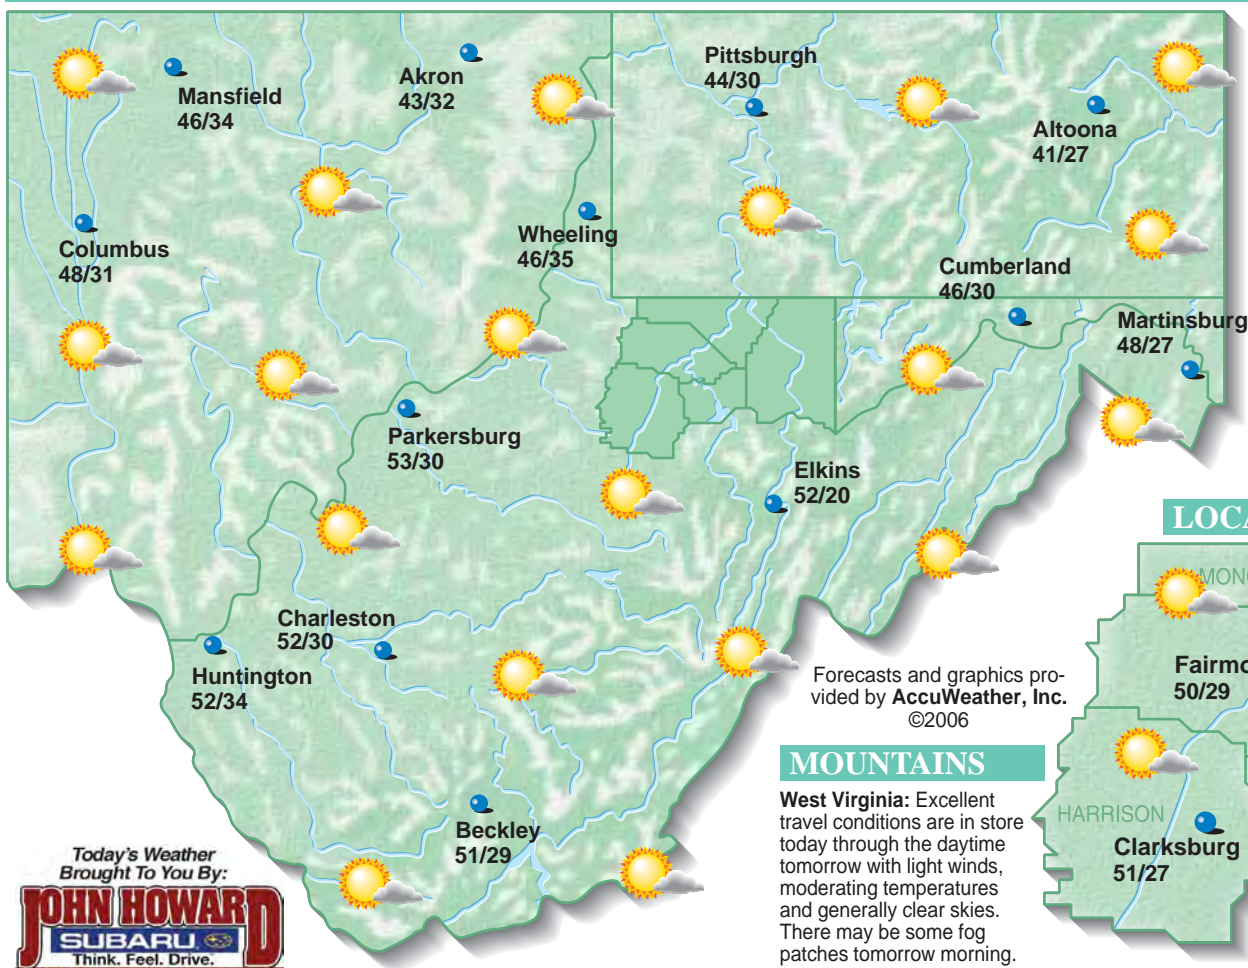 Mansfield
46/34
Akron
43/32
Pittsburgh
44/30
Altoona
41/27
Columbus
48/31
Wheeling
46/35
Cumberland
46/30
Martinsburg
48/27
Parkersburg
53/30
Elkins
52/20
Charleston
52/30
Huntington
52/34
Beckley
51/29
Forecasts and graphics pro-
vided by AccuWeather, Inc.
©2006
MOUNTAINS
West Virginia: Excellent
travel conditions are in store
today through the daytime
tomorrow with light winds,
moderating temperatures
and generally clear skies.
There may be some fog
patches tomorrow morning.
LOCA
MONO
Fairmo
50/29
HARRISON
Clarksburg
51/27
Today's Weather
Brought To You By:
JOHN HOWARD
SUBARU
Think. Feel. Drive.